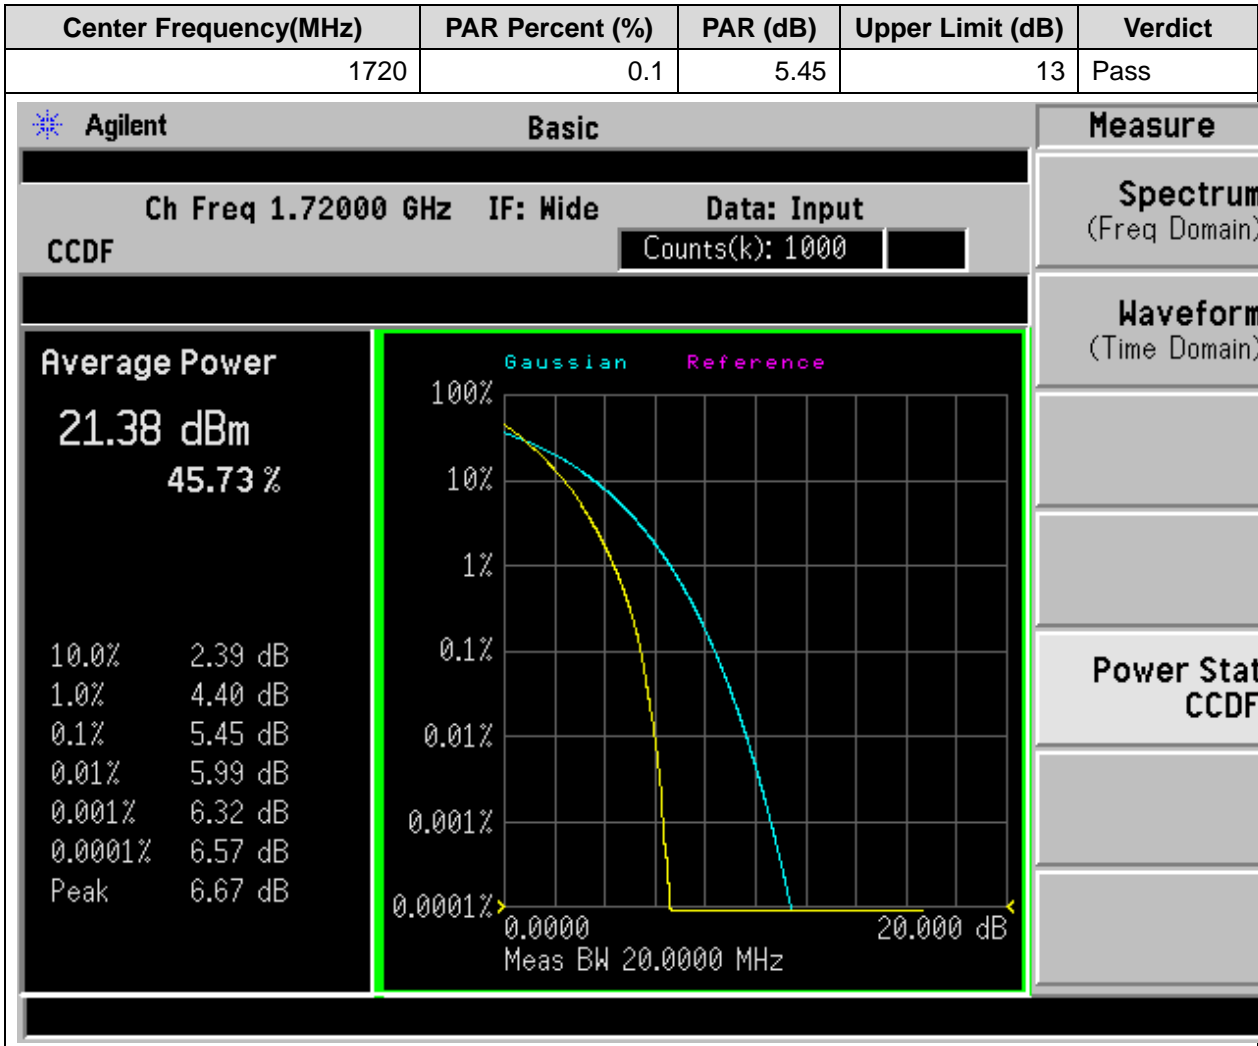 Center Frequency(MHz) PAR Percent (%) PAR (dB) Upper Limit (dB) Verdict
1720 0.1 5.45 13 Pass
Agilent Basic Measure
Ch Freq 1.72000 GHz IF: Wide Data: Input
CCDF Counts(k): 1000
Spectrum
(Freq Domain)
Waveform
(Time Domain)
Power Stat
CCDF
Average Power
21.38 dBm
45.73 %
10.0% 2.39 dB
1.0% 4.40 dB
0.1% 5.45 dB
0.01% 5.99 dB
0.001% 6.32 dB
0.0001% 6.57 dB
Peak 6.67 dB
Gaussian Reference
100%
10%
1%
0.1%
0.01%
0.001%
0.0001%
0.0000 20.000 dB
Meas BW 20.0000 MHz